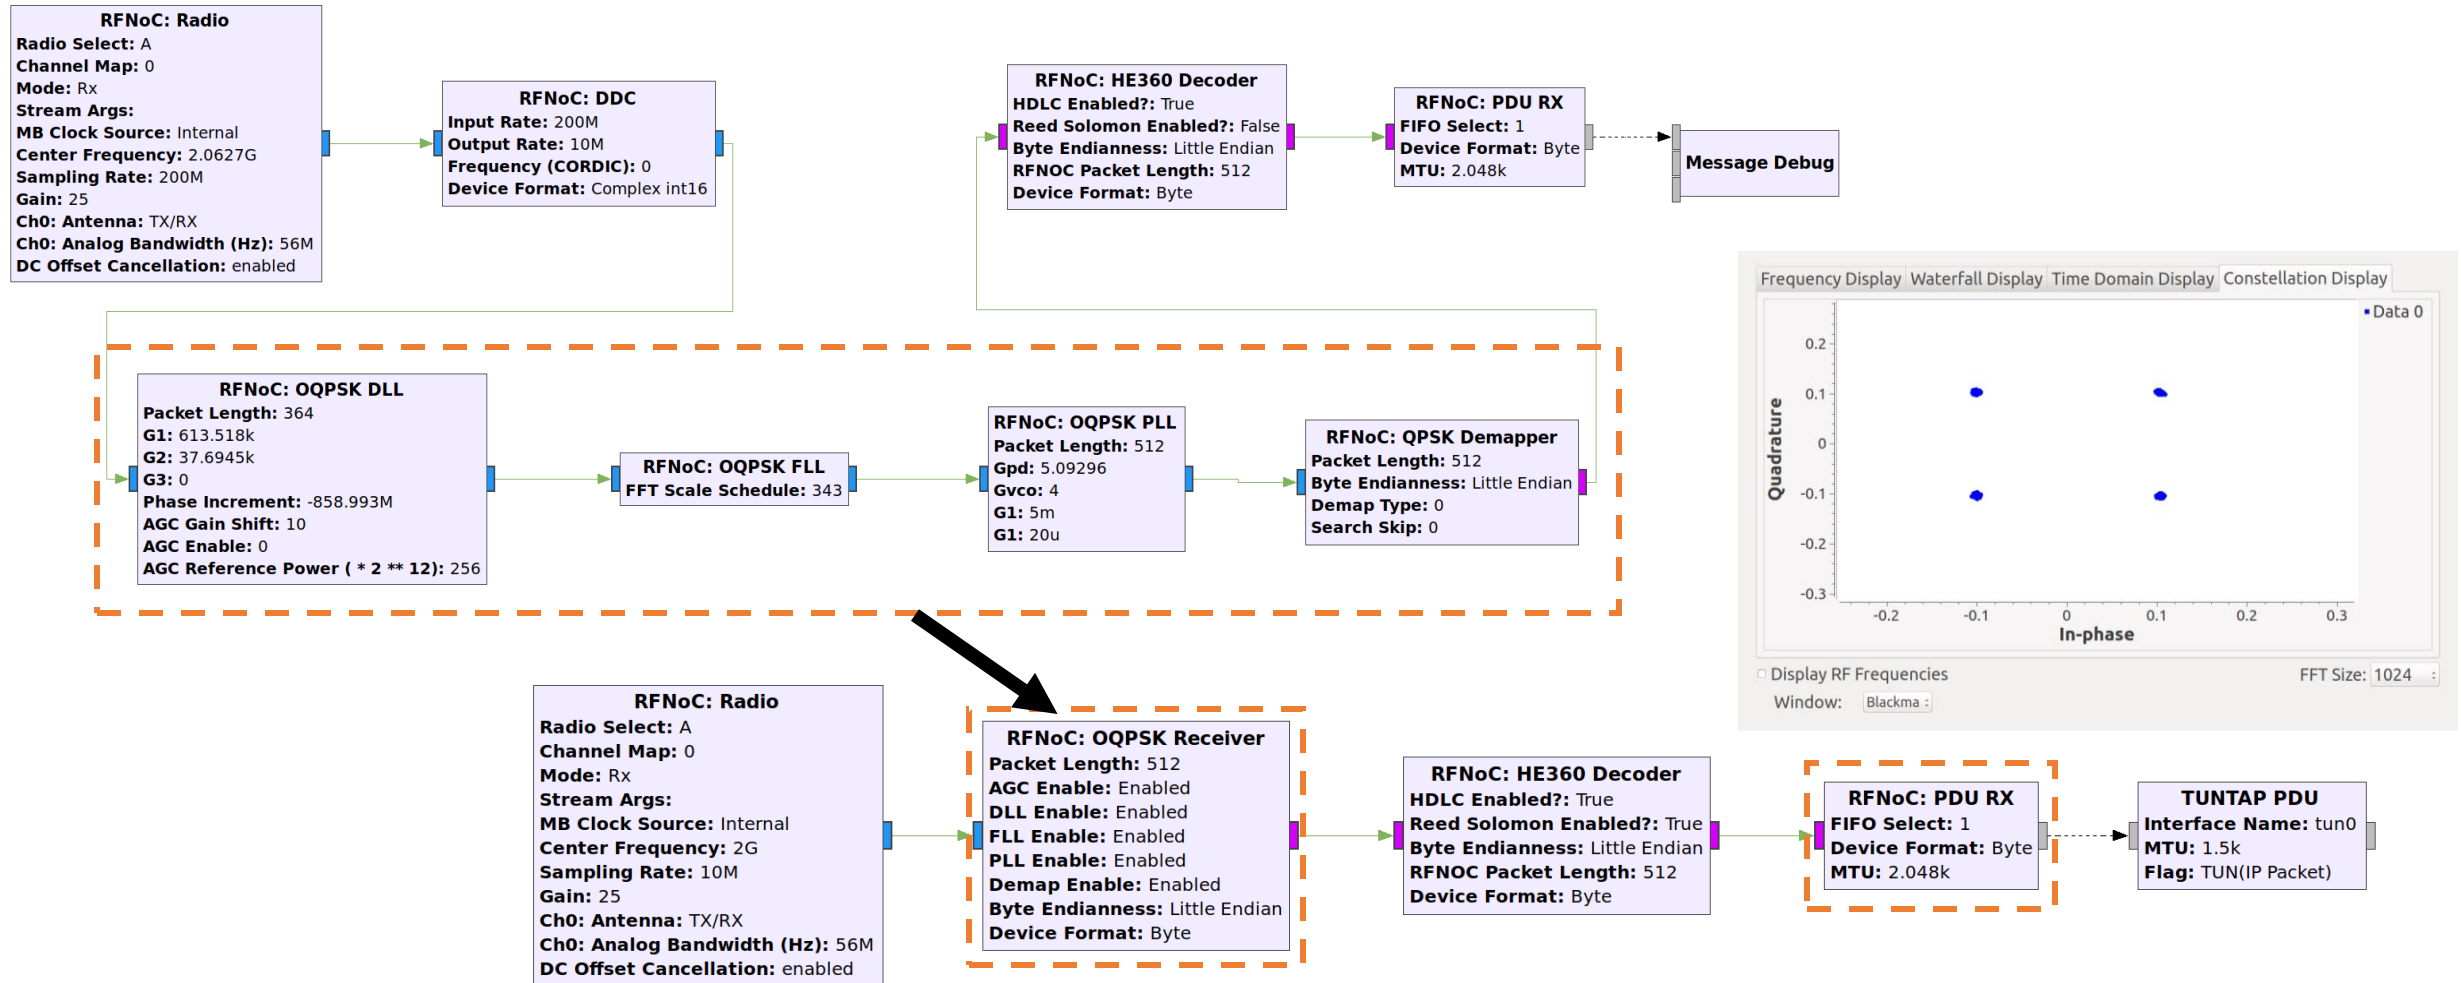 RFNoC: Radio
Radio Select: A
Channel Map: 0
Mode: Rx
Stream Args:
MB Clock Source: Internal
Center Frequency: 2.0627G
Sampling Rate: 200M
Gain: 25
Ch0: Antenna: TX/RX
Ch0: Analog Bandwidth (Hz): 56M
DC Offset Cancellation: enabled
RFNoC: DDC
Input Rate: 200M
Output Rate: 10M
Frequency (CORDIC): 0
Device Format: Complex int16
RFNoC: HE360 Decoder
HDLC Enabled?: True
Reed Solomon Enabled?: False
Byte Endianness: Little Endian
RFNOC Packet Length: 512
Device Format: Byte
RFNoC: PDU RX
FIFO Select: 1
Device Format: Byte
MTU: 2.048k
Message Debug
RFNoC: OQPSK DLL
Packet Length: 364
G1: 613.518k
G2: 37.6945k
G3: 0
Phase Increment: -858.993M
AGC Gain Shift: 10
AGC Enable: 0
AGC Reference Power ( * 2 ** 12): 256
RFNoC: OQPSK FLL
FFT Scale Schedule: 343
RFNoC: OQPSK PLL
Packet Length: 512
Gpd: 5.09296
Gvco: 4
G1: 5m
G1: 20u
RFNoC: QPSK Demapper
Packet Length: 512
Byte Endianness: Little Endian
Demap Type: 0
Search Skip: 0
Frequency Display Waterfall Display Time Domain Display Constellation Display
Data 0
0.2
0.1
0
-0.1
-0.2
-0.3
Quadrature
-0.2 -0.1 0 0.1 0.2 0.3
In-phase
Display RF Frequencies
FFT Size: 1024
Window: Blackma
RFNoC: Radio
Radio Select: A
Channel Map: 0
Mode: Rx
Stream Args:
MB Clock Source: Internal
Center Frequency: 2G
Sampling Rate: 10M
Gain: 25
Ch0: Antenna: TX/RX
Ch0: Analog Bandwidth (Hz): 56M
DC Offset Cancellation: enabled
RFNoC: OQPSK Receiver
Packet Length: 512
AGC Enable: Enabled
DLL Enable: Enabled
FLL Enable: Enabled
PLL Enable: Enabled
Demap Enable: Enabled
Byte Endianness: Little Endian
Device Format: Byte
RFNoC: HE360 Decoder
HDLC Enabled?: True
Reed Solomon Enabled?: True
Byte Endianness: Little Endian
RFNOC Packet Length: 512
Device Format: Byte
RFNoC: PDU RX
FIFO Select: 1
Device Format: Byte
MTU: 2.048k
TUNTAP PDU
Interface Name: tun0
MTU: 1.5k
Flag: TUN(IP Packet)